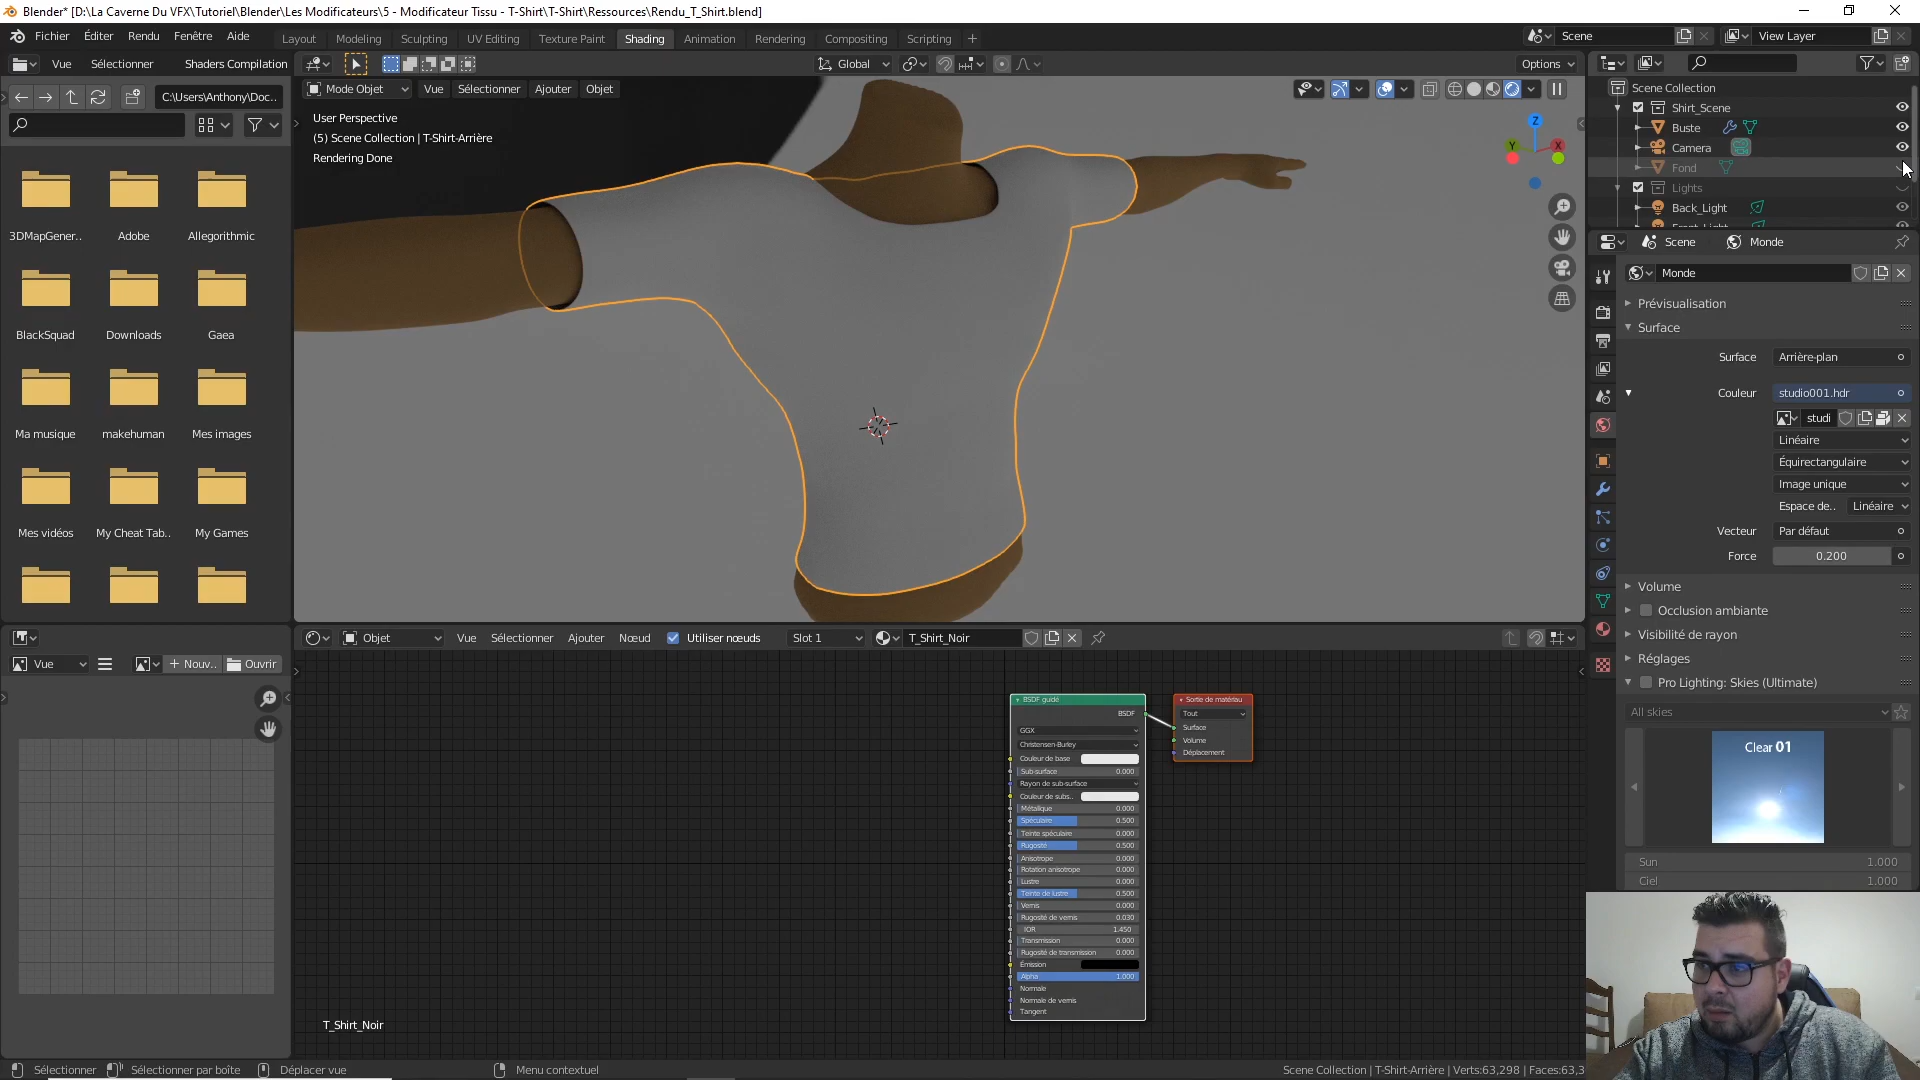 Blender* [D:\La Caverne Du VFX\Tutoriel\Blender\Les Modificateurs\5 - Modificateur Tissu - T-Shirt\T-Shirt\Ressources\Rendu_T_Shirt.blend]
Fichier Éditer Rendu Fenêtre Aide Layout Modeling Sculpting UV Editing Texture Paint Shading Animation Rendering Compositing Scripting Scene View Layer
Vue Sélectionner Shaders Compilation Global Options
C:\Users\Anthony\Doc..
Mode Objet Vue Sélectionner Ajouter Objet
User Perspective
(5) Scene Collection | T-Shirt-Arrière
Rendering Done
Z
Y X
3DMapGener.. Adobe Allegorithmic
BlackSquad Downloads Gaea
Ma musique makehuman Mes images
Mes vidéos My Cheat Tab.. My Games
Scene Collection
Shirt_Scene
Buste
Camera
Fond
Lights
Back_Light
Scene Monde
Monde
Prévisualisation
Surface
Surface Arrière-plan
Couleur studio001.hdr
studi
Linéaire
Équirectangulaire
Image unique
Espace de.. Linéaire
Vecteur Par défaut
Force 0.200
Volume
Occlusion ambiante
Visibilité de rayon
Réglages
Pro Lighting: Skies (Ultimate)
All skies
Clear 01
Sun 1.000
Ciel 1.000
Vue Nouv.. Ouvrir
Objet Vue Sélectionner Ajouter Nœud Utiliser nœuds Slot 1 T_Shirt_Noir
BSDF guidé
BSDF
GGX
Christensen-Burley
Couleur de base
Sub-surface 0.000
Rayon de sub-surface
Couleur de subs..
Métallique 0.000
Spéculaire 0.500
Teinte spéculaire 0.000
Rugosité 0.500
Anisotrope 0.000
Rotation anisotrope 0.000
Lustre 0.000
Teinte de lustre 0.500
Vernis 0.000
Rugosité de vernis 0.030
IOR 1.450
Transmission 0.000
Rugosité de transmission 0.000
Émission
Alpha 1.000
Normale
Normale de vernis
Tangent
Sortie de matériau
Tout
Surface
Volume
Déplacement
T_Shirt_Noir
Sélectionner Sélectionner par boîte Déplacer vue Menu contextuel Scene Collection | T-Shirt-Arrière | Verts:63,298 | Faces:63,3